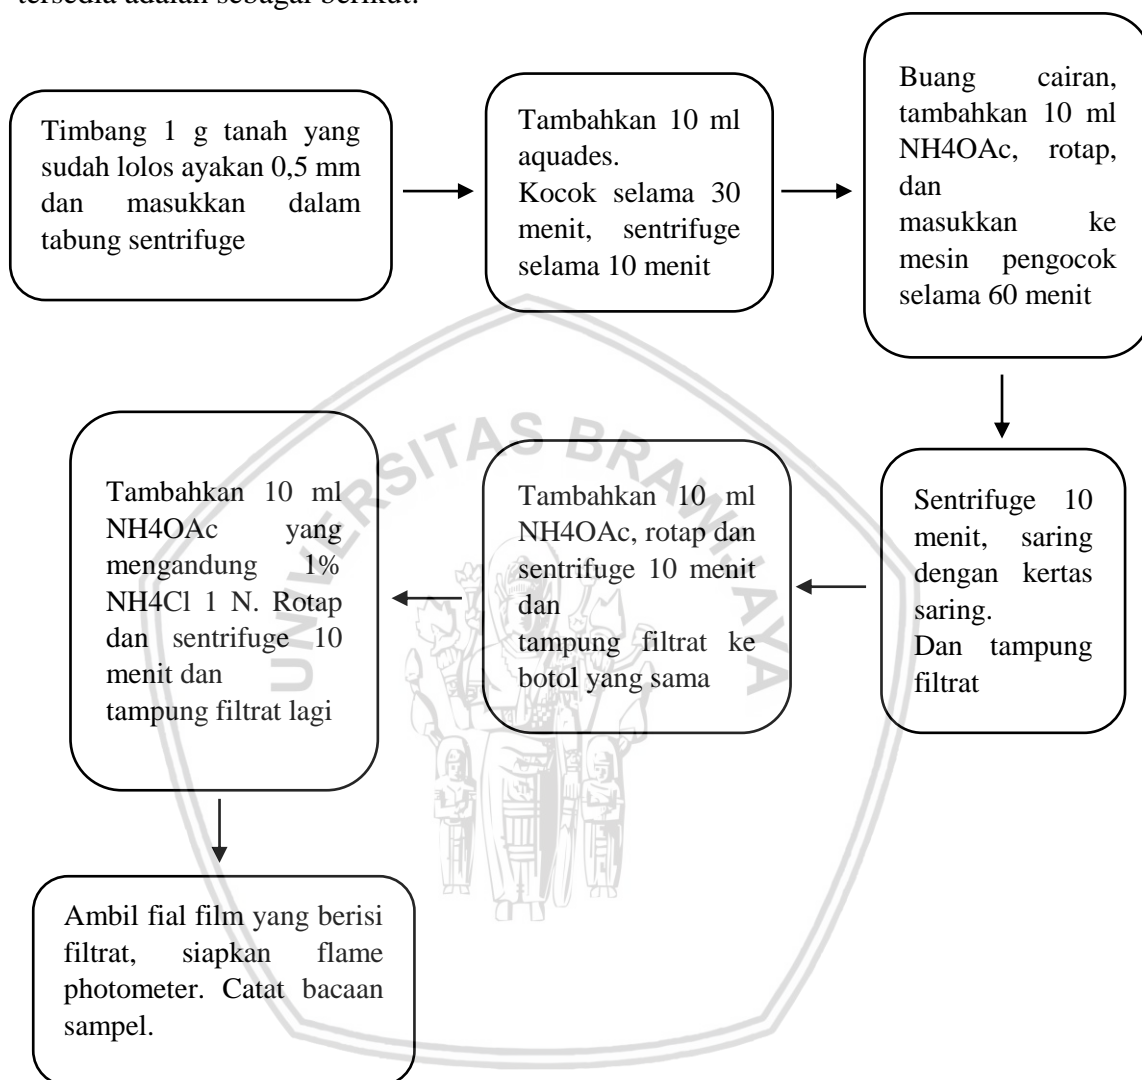 tersedia adalah sebagai berikut:
Timbang 1 g tanah yang
sudah lolos ayakan 0,5 mm
dan masukkan dalam
tabung sentrifuge
Tambahkan 10 ml
aquades.
Kocok selama 30
menit, sentrifuge
selama 10 menit
Buang cairan,
tambahkan 10 ml
NH4OAc, rotap,
dan
masukkan ke
mesin pengocok
selama 60 menit
Sentrifuge 10
menit, saring
dengan kertas
saring.
Dan tampung
filtrat
Tambahkan 10 ml
NH4OAc, rotap dan
sentrifuge 10 menit
dan
tampung filtrat ke
botol yang sama
Tambahkan 10 ml
NH4OAc yang
mengandung 1%
NH4Cl 1 N. Rotap
dan sentrifuge 10
menit dan
tampung filtrat lagi
Ambil fial film yang berisi
filtrat, siapkan flame
photometer. Catat bacaan
sampel.
UNIVERSITAS BRAWIJAYA